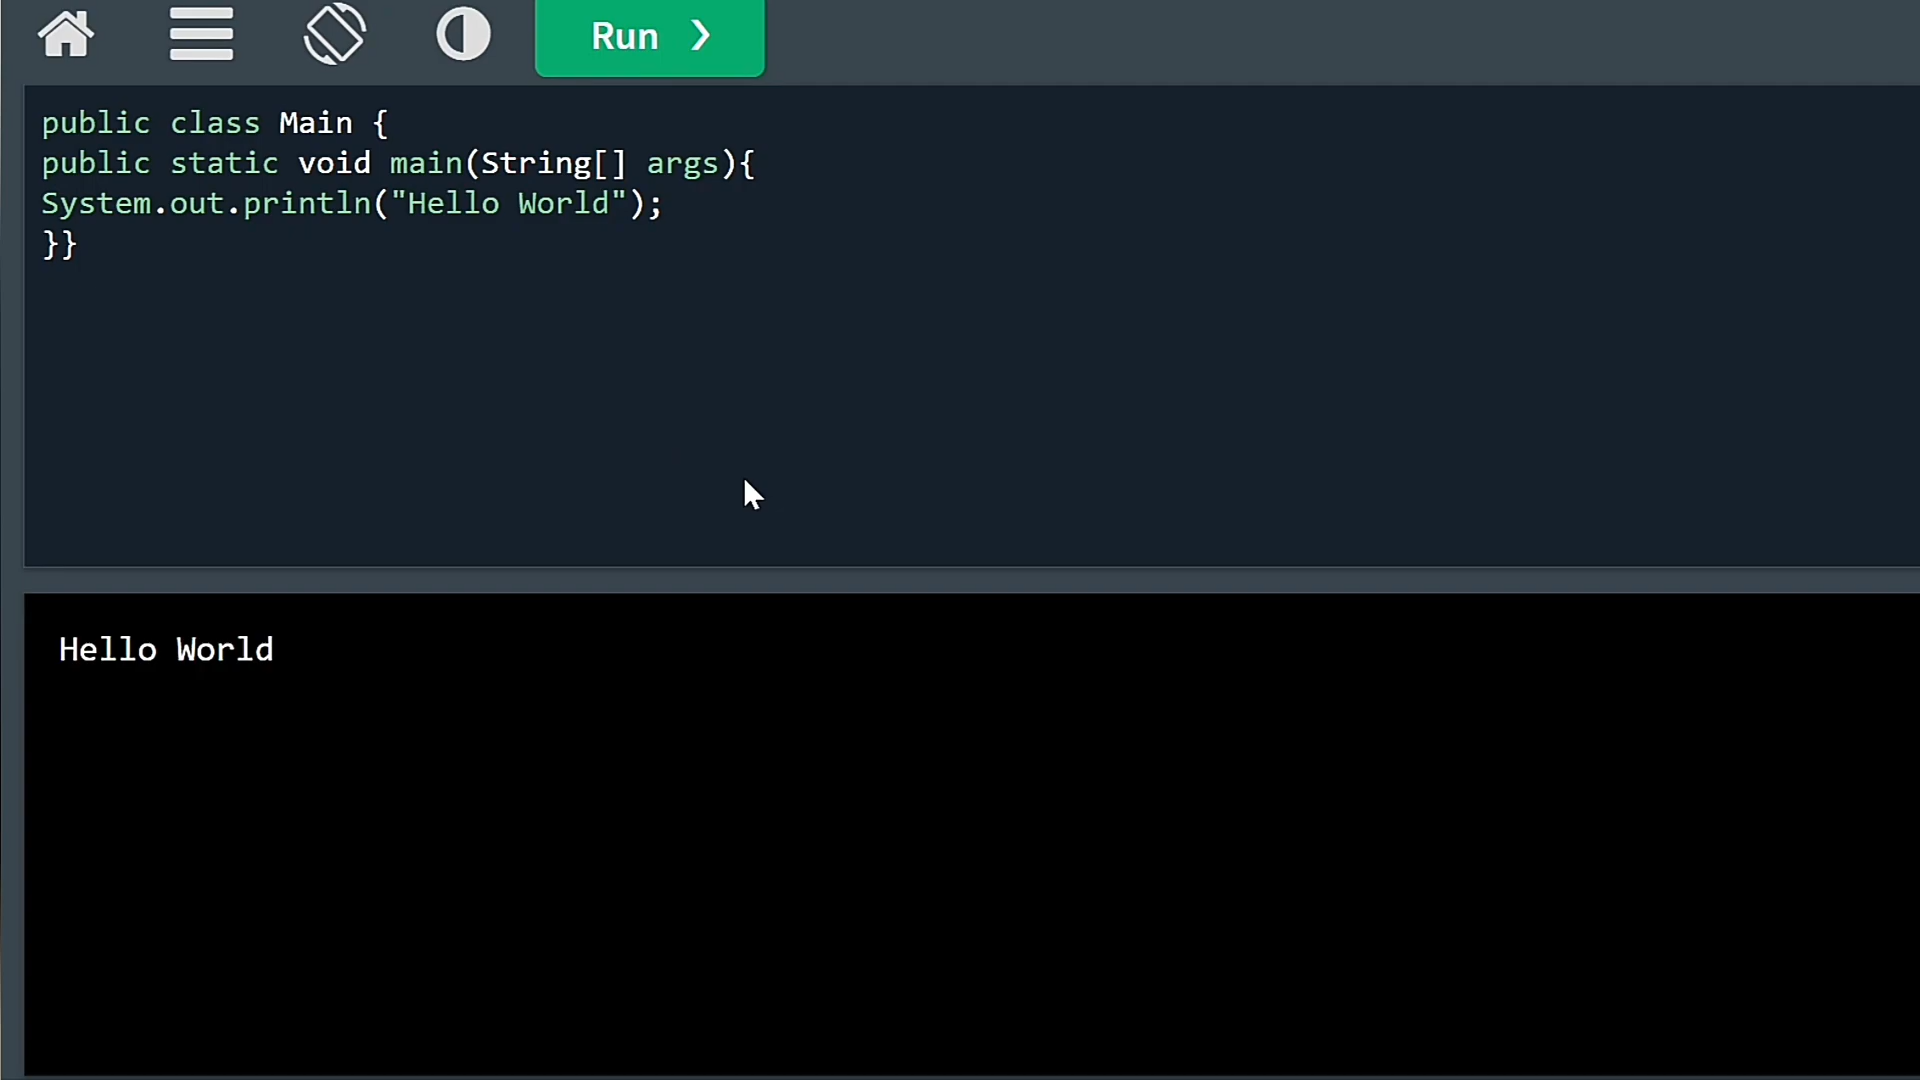 Run ❯
public class Main {
public static void main(String[] args){
System.out.println("Hello World");
}}
Hello World